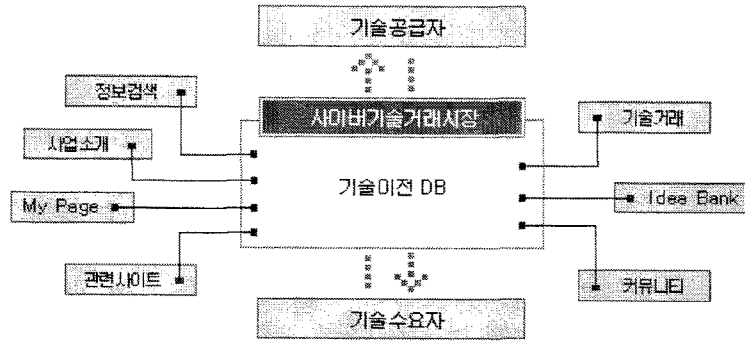 기술공급자
정보검색
사이버기술거래시장
기술거래
사업소개
기술이전 DB
My Page
Idea Bank
관련사이트
커뮤니티
기술수요자